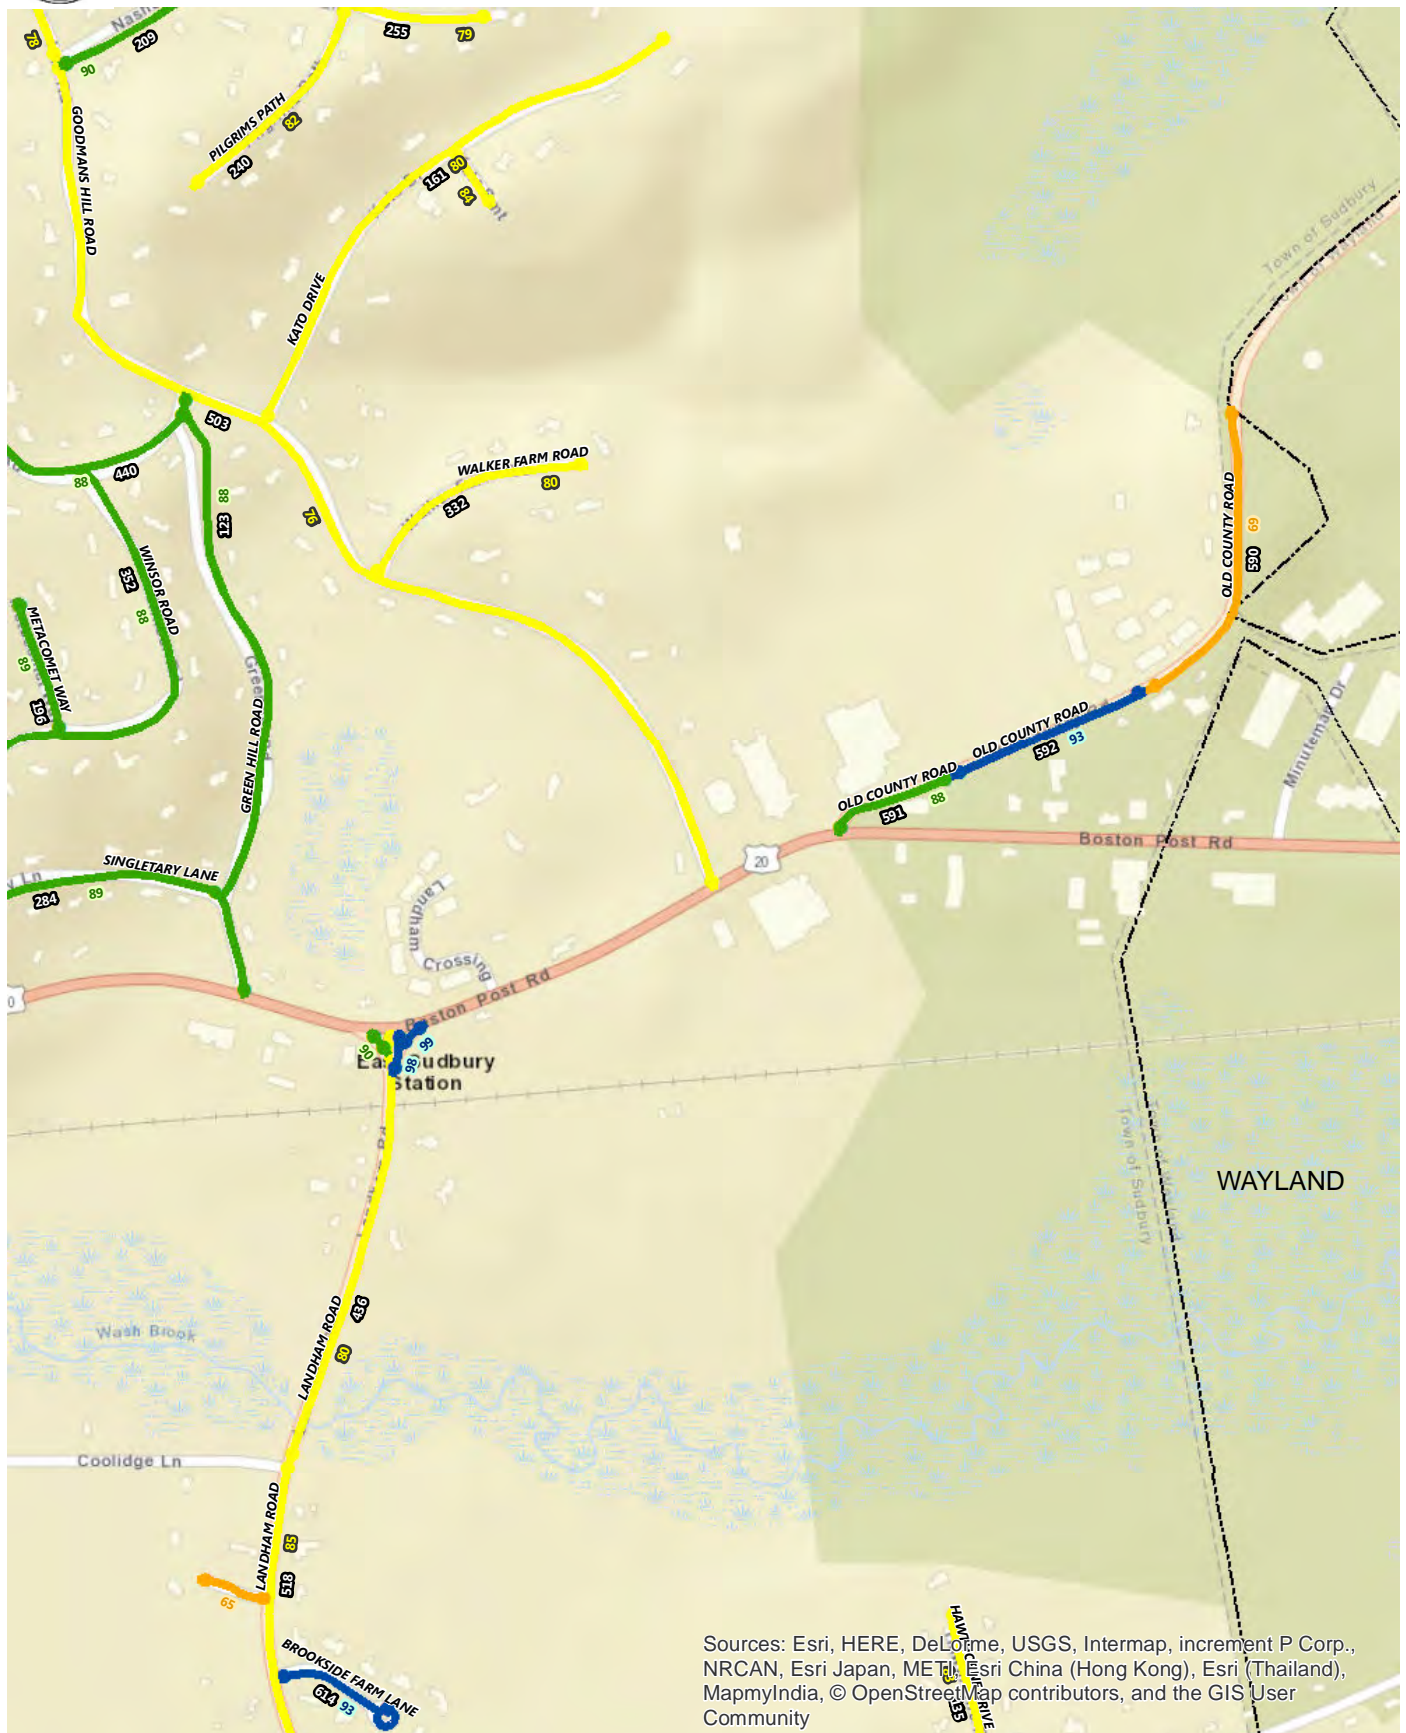 78
Nash
209
90
255
79
GOODMANS HILL ROAD
PILGRIMS PATH
82
240
161
80
84
KATO DRIVE
Town of Sudbury
503
440
88
88
123
76
WALKER FARM ROAD
332
80
OLD COUNTY ROAD
69
590
WINSOR ROAD
352
88
METACOMET WAY
89
196
GREEN HILL ROAD
OLD COUNTY ROAD
592
93
OLD COUNTY ROAD
591
88
Minuteman Dr
Boston Post Rd
20
SINGLETARY LANE
Ln
284
89
Landham
Crossing
Boston Post Rd
0
90
99
98
East Sudbury
Station
Town of Sudbury
WAYLAND
LANDHAM ROAD
436
80
Wash Brook
Coolidge Ln
LANDHAM ROAD
85
518
65
BROOKSIDE FARM LANE
614
93
DRIVE
Sources: Esri, HERE, DeLorme, USGS, Intermap, increment P Corp.,
NRCAN, Esri Japan, METI, Esri China (Hong Kong), Esri (Thailand),
MapmyIndia, © OpenStreetMap contributors, and the GIS User
Community